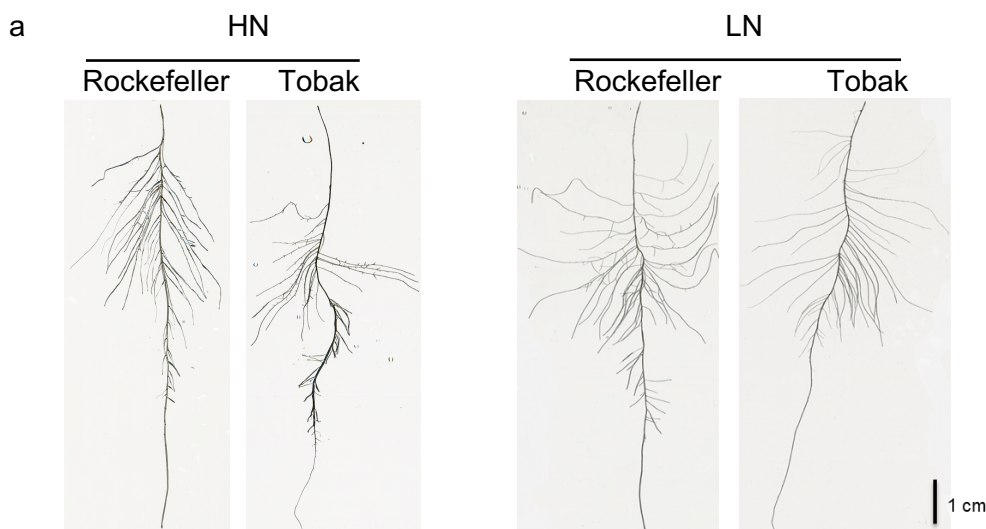 a
HN
LN
Rockefeller
Tobak
Rockefeller
Tobak
1 cm